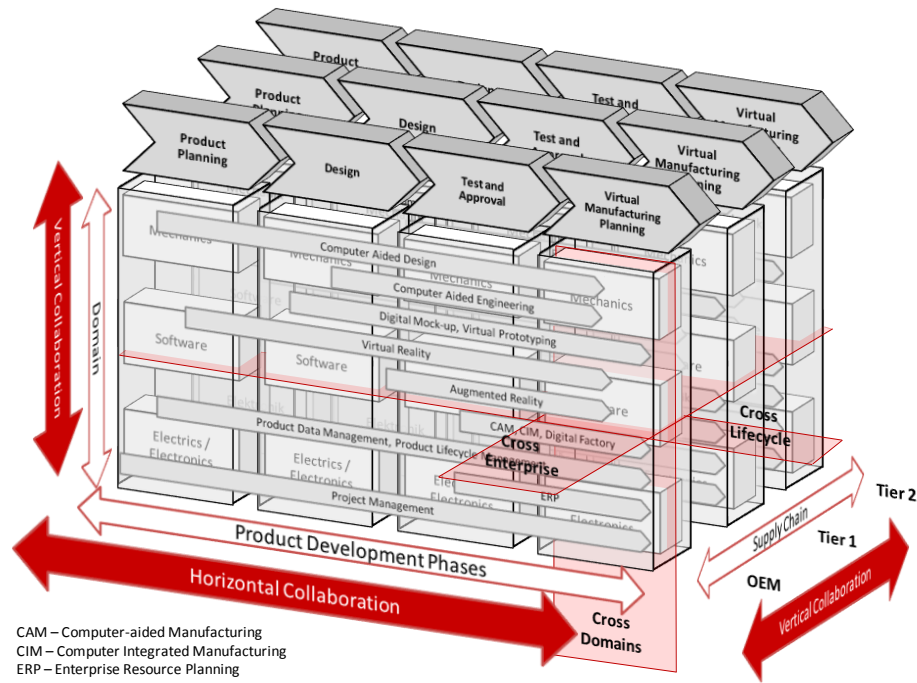 Product
Test and
Virtual
Product
Planning
Design
Test and
Virtual
Manufacturing
Product
Planning
Design
Test and
Approval
Virtual
Manufacturing
Planning
Vertical Collaboration
Domain
Mechanics
Mechanics
Mechanics
Mechanics
Computer Aided Design
Computer Aided Engineering
Digital Mock-up, Virtual Prototyping
Virtual Reality
Software
Software
Augmented Reality
CAM, CIM, Digital Factory
Product Data Management, Product Lifecycle Management
Cross
Enterprise
Cross
Lifecycle
Electrics /
Electronics
Electrics /
Electronics
Electronics
ERP
Project Management
Product Development Phases
Horizontal Collaboration
Supply Chain
Tier 2
Tier 1
OEM
Vertical Collaboration
Cross
Domains
CAM – Computer-aided Manufacturing
CIM – Computer Integrated Manufacturing
ERP – Enterprise Resource Planning